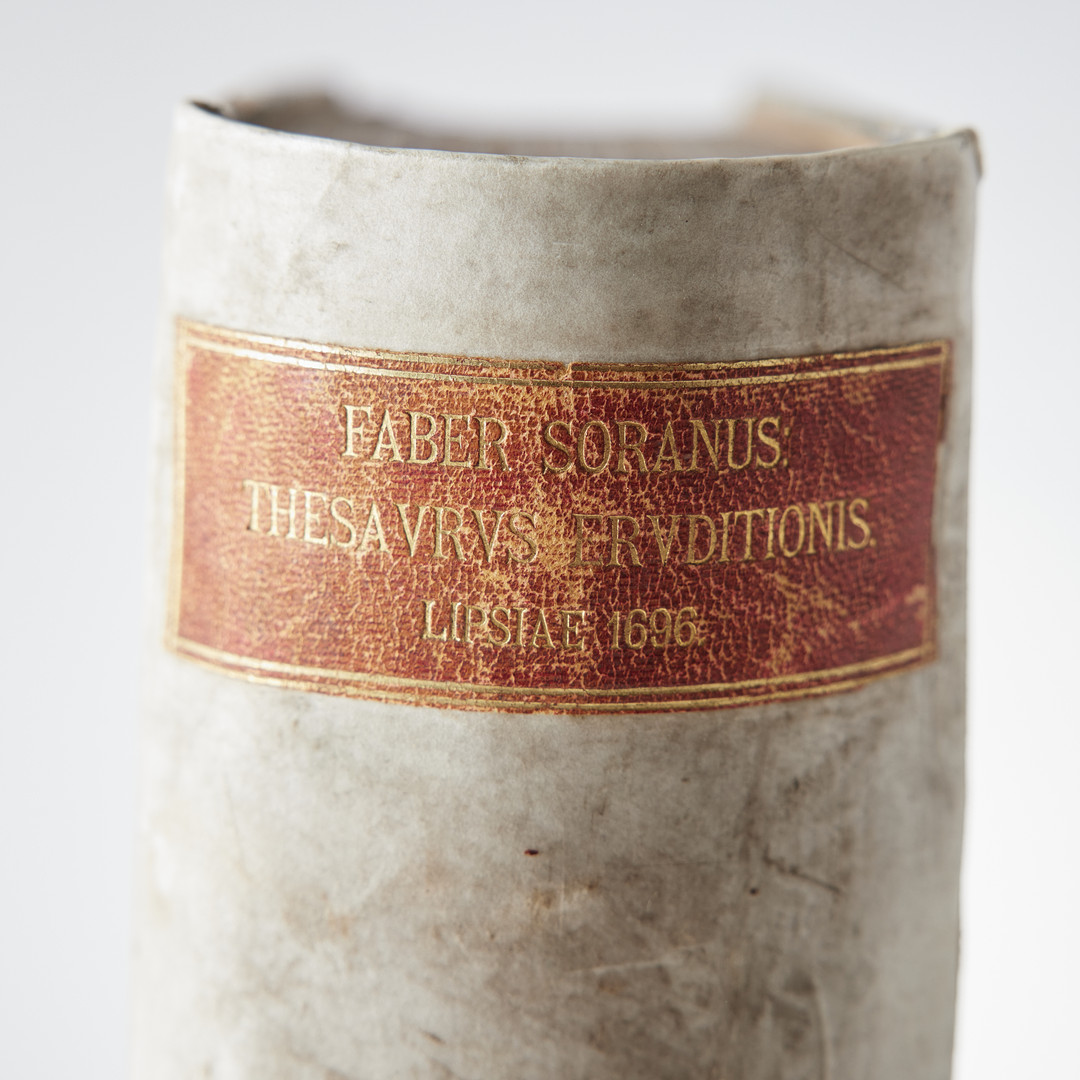 FABER SORANUS:
THESAVRVS ERVDITIONIS.
LIPSIAE 1696.